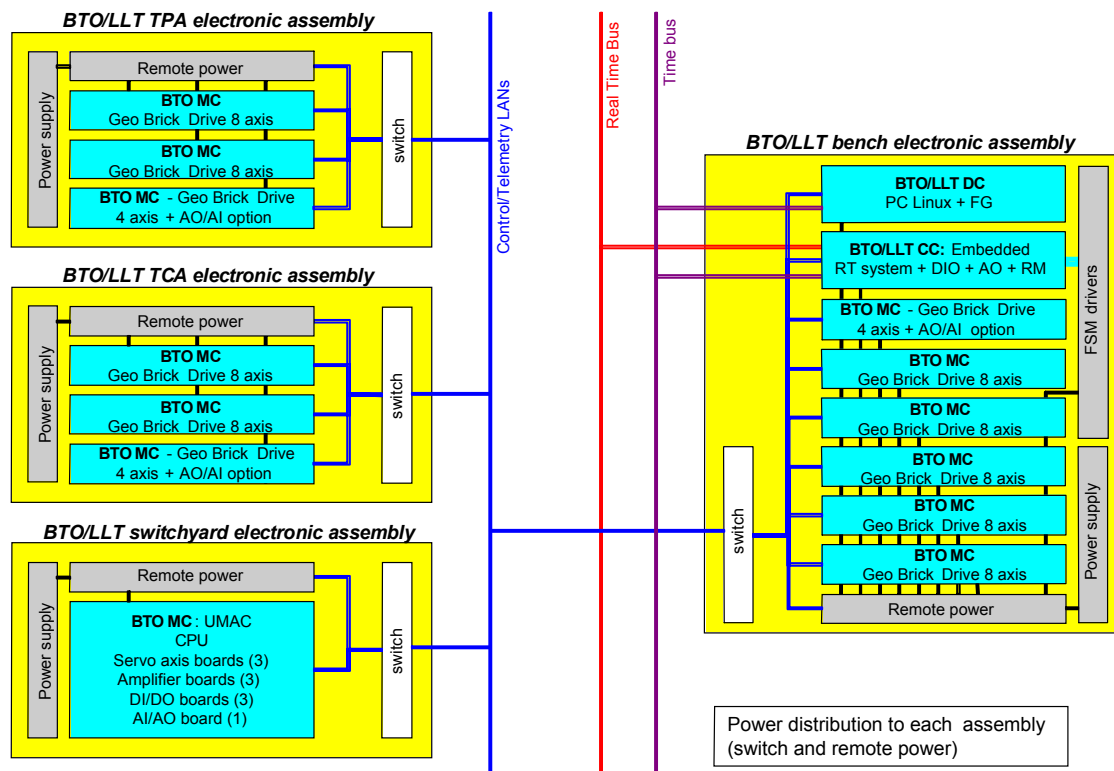 BTO/LLT TPA electronic assembly
Power supply
Remote power
BTO MC
Geo Brick Drive 8 axis
BTO MC
Geo Brick Drive 8 axis
BTO MC - Geo Brick Drive
4 axis + AO/AI option
switch
BTO/LLT TCA electronic assembly
Power supply
Remote power
BTO MC
Geo Brick Drive 8 axis
BTO MC
Geo Brick Drive 8 axis
BTO MC - Geo Brick Drive
4 axis + AO/AI option
switch
BTO/LLT switchyard electronic assembly
Power supply
Remote power
BTO MC : UMAC
CPU
Servo axis boards (3)
Amplifier boards (3)
DI/DO boards (3)
AI/AO board (1)
switch
Control/Telemetry LANs
Real Time Bus
Time bus
BTO/LLT bench electronic assembly
BTO/LLT DC
PC Linux + FG
BTO/LLT CC: Embedded
RT system + DIO + AO + RM
BTO MC - Geo Brick Drive
4 axis + AO/AI option
BTO MC
Geo Brick Drive 8 axis
BTO MC
Geo Brick Drive 8 axis
BTO MC
Geo Brick Drive 8 axis
BTO MC
Geo Brick Drive 8 axis
BTO MC
Geo Brick Drive 8 axis
Remote power
switch
FSM drivers
Power supply
Power distribution to each assembly
(switch and remote power)